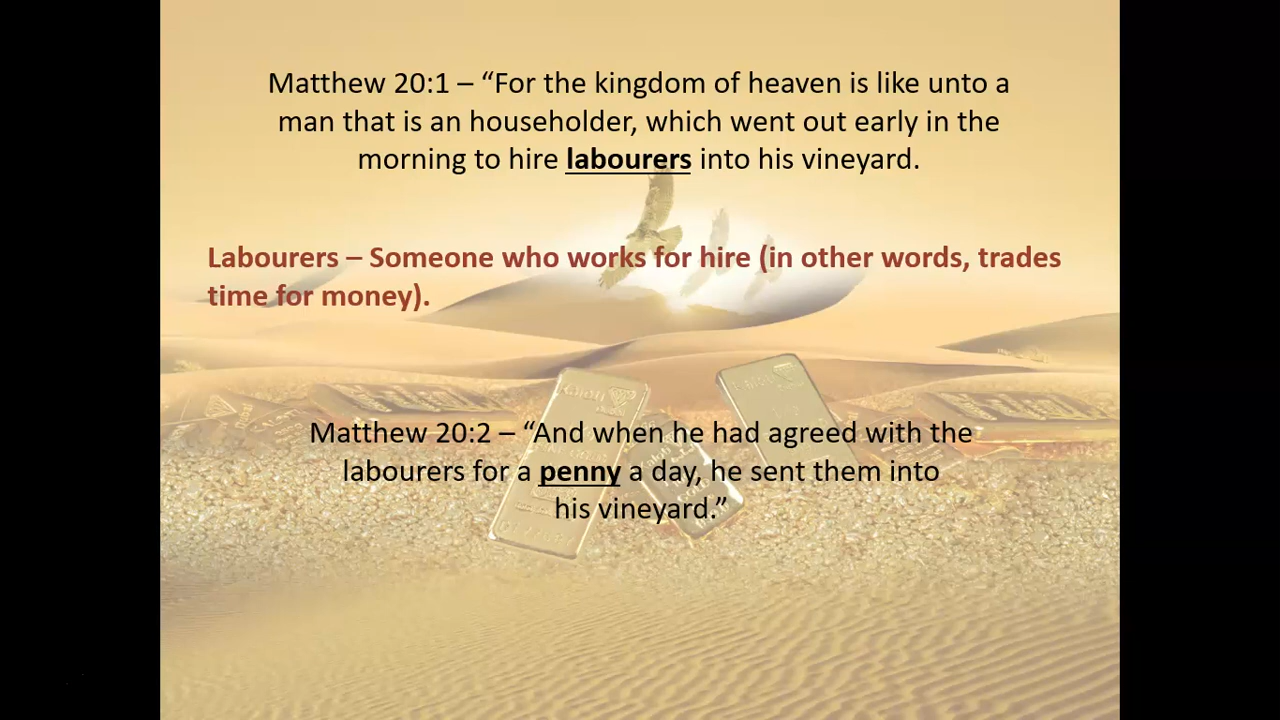 Matthew 20:1 – “For the kingdom of heaven is like unto a
man that is an householder, which went out early in the
morning to hire labourers into his vineyard.
Labourers – Someone who works for hire (in other words, trades
time for money).
Matthew 20:2 – “And when he had agreed with the
labourers for a penny a day, he sent them into
his vineyard.”